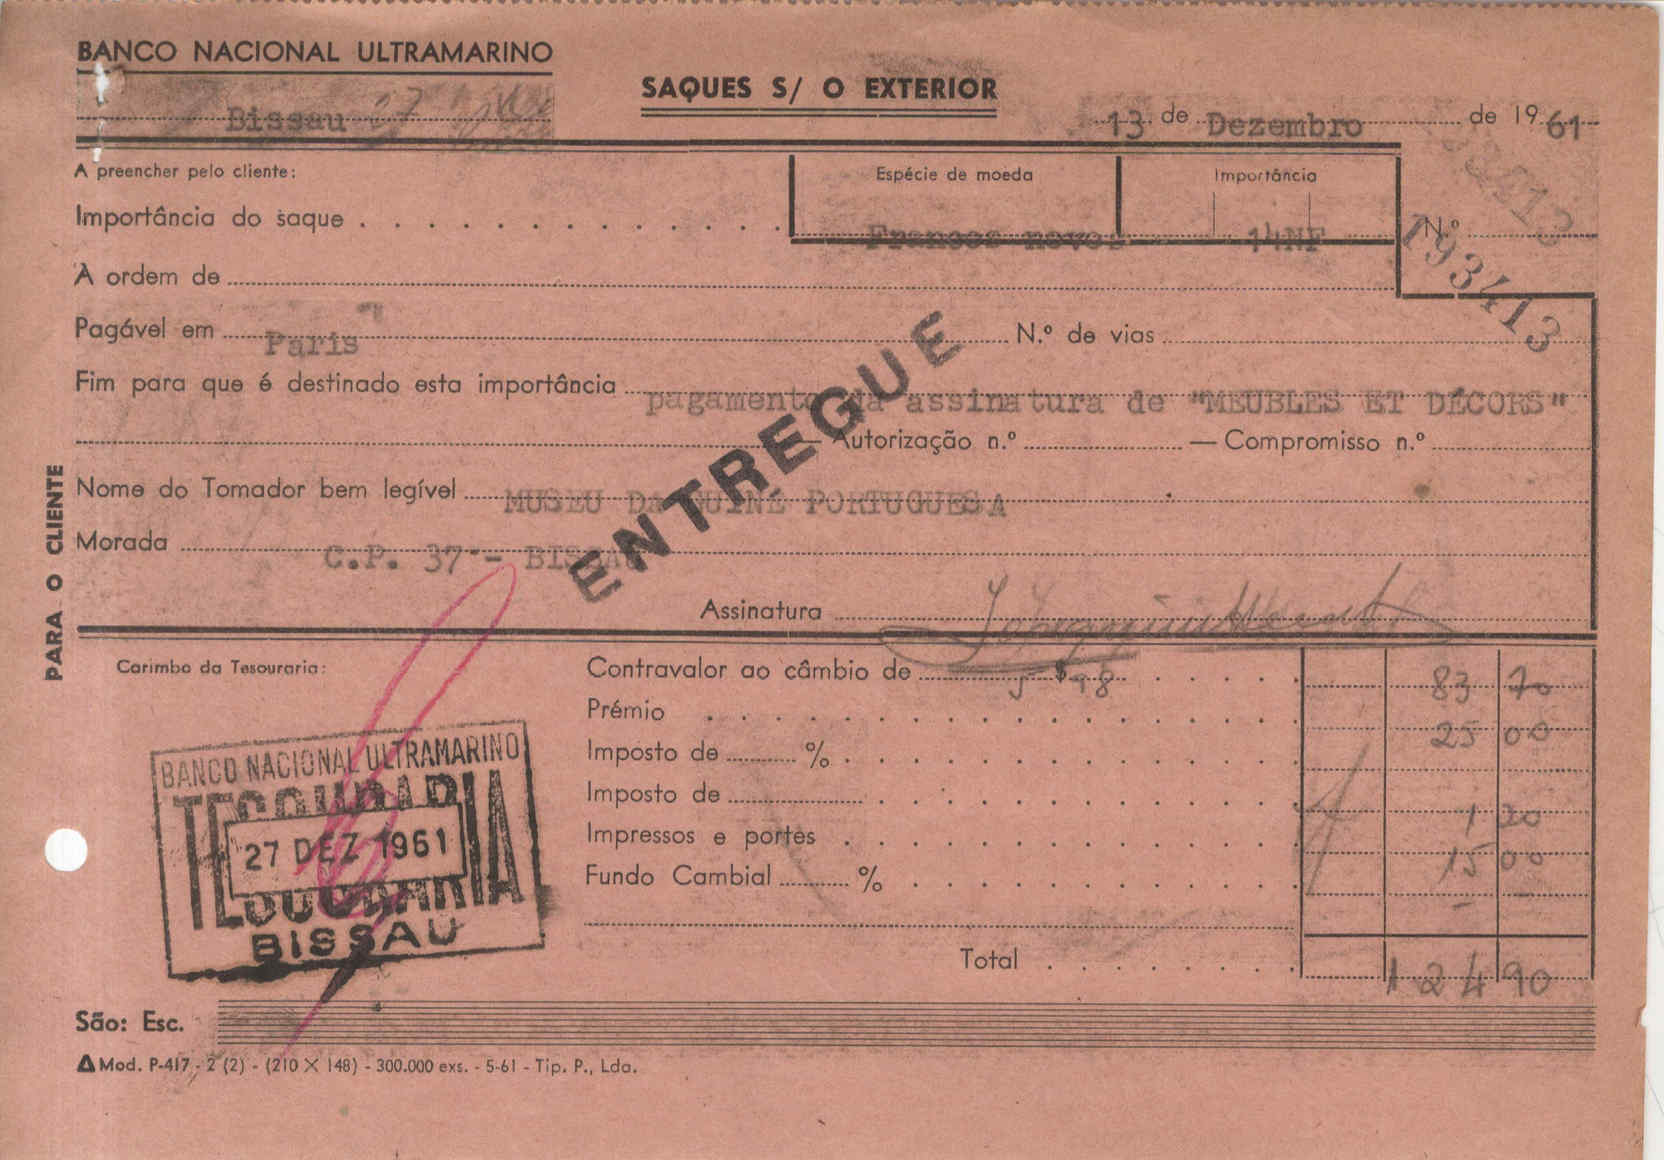 BANCO NACIONAL ULTRAMARINO
Bissau 27
SAQUES S/ O EXTERIOR
13 de Dezembro de 1961
A preencher pelo cliente:
Espécie de moeda
Importância
Importância do saque
Francos novos
14NF
N.º
193413
A ordem de
Pagável em Paris
N.º de vias
Fim para que é destinado esta importância pagamento da assinatura de "MEUBLES ET DÉCORS"
— Autorização n.º — Compromisso n.º
ENTREGUE
Nome do Tomador bem legível MUSEU DA GUINÉ PORTUGUESA
Morada C.P. 37 - BISSAU
Assinatura
PARA O CLIENTE
Carimbo da Tesouraria:
Contravalor ao câmbio de 5$98 83 70
Prémio 25 00
Imposto de %
Imposto de 1 20
Impressos e portes 15 00
Fundo Cambial % -
Total 124 90
BANCO NACIONAL ULTRAMARINO
TESOURARIA
27 DEZ 1961
TESOURARIA
BISSAU
São: Esc.
Mod. P-417 - 2 (2) - (210 X 148) - 300.000 exs. - 5-61 - Tip. P., Lda.